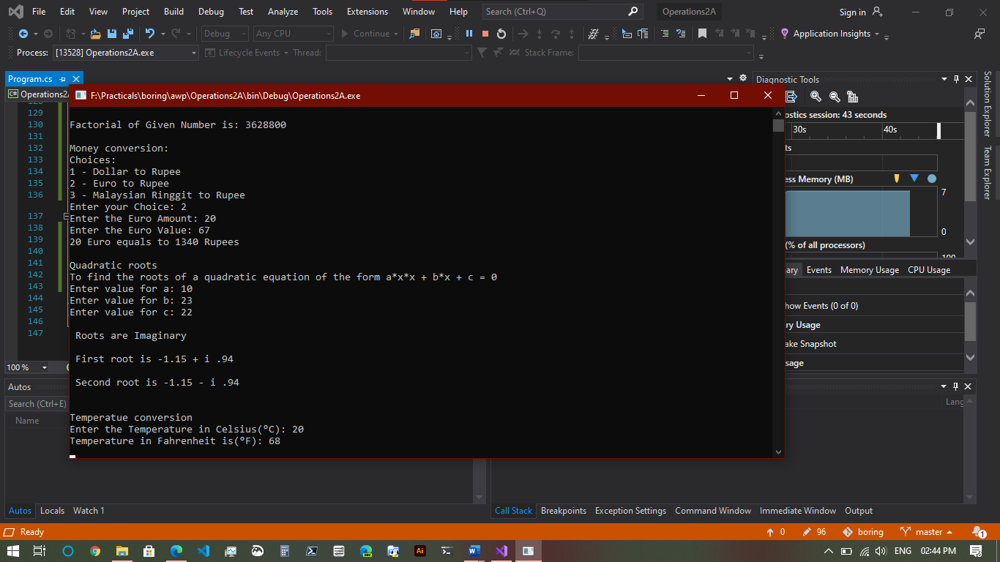 File Edit View Project Build Debug Test Analyze Tools Extensions Window Help Search (Ctrl+Q) Operations2A Sign in
Debug Any CPU Continue Application Insights
Process: [13528] Operations2A.exe Lifecycle Events Thread: Stack Frame:
Program.cs
Diagnostic Tools
C# Operations2A
F:\Practicals\boring\awp\Operations2A\bin\Debug\Operations2A.exe
129
130
131
132
133
134
135
136
137
138
139
140
141
142
143
144
145
146
147
100 %
Factorial of Given Number is: 3628800
Money conversion:
Choices:
1 - Dollar to Rupee
2 - Euro to Rupee
3 - Malaysian Ringgit to Rupee
Enter your Choice: 2
Enter the Euro Amount: 20
Enter the Euro Value: 67
20 Euro equals to 1340 Rupees
Quadratic roots
To find the roots of a quadratic equation of the form a*x*x + b*x + c = 0
Enter value for a: 10
Enter value for b: 23
Enter value for c: 22
Roots are Imaginary
First root is -1.15 + i .94
Second root is -1.15 - i .94
Temperatue conversion
Enter the Temperature in Celsius(°C): 20
Temperature in Fahrenheit is(°F): 68
ostics session: 43 seconds
30s 40s
ts
ess Memory (MB)
7
0
(% of all processors)
100
ary Events Memory Usage CPU Usage
how Events (0 of 0)
ry Usage
ake Snapshot
sage
Solution Explorer
Team Explorer
Autos
Search (Ctrl+E)
Name
Lang
Autos Locals Watch 1
Call Stack Breakpoints Exception Settings Command Window Immediate Window Output
Ready 0 96 boring master 1
DEV Ai W ENG 02:44 PM